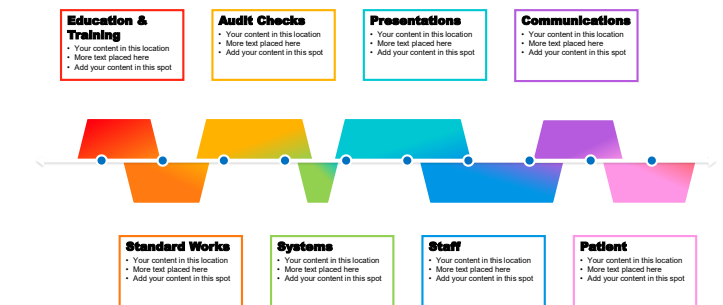 Education &
Training
• Your content in this location
• More text placed here
• Add your content in this spot
Audit Checks
• Your content in this location
• More text placed here
• Add your content in this spot
Presentations
• Your content in this location
• More text placed here
• Add your content in this spot
Communications
• Your content in this location
• More text placed here
• Add your content in this spot
Standard Works
• Your content in this location
• More text placed here
• Add your content in this spot
Systems
• Your content in this location
• More text placed here
• Add your content in this spot
Staff
• Your content in this location
• More text placed here
• Add your content in this spot
Patient
• Your content in this location
• More text placed here
• Add your content in this spot